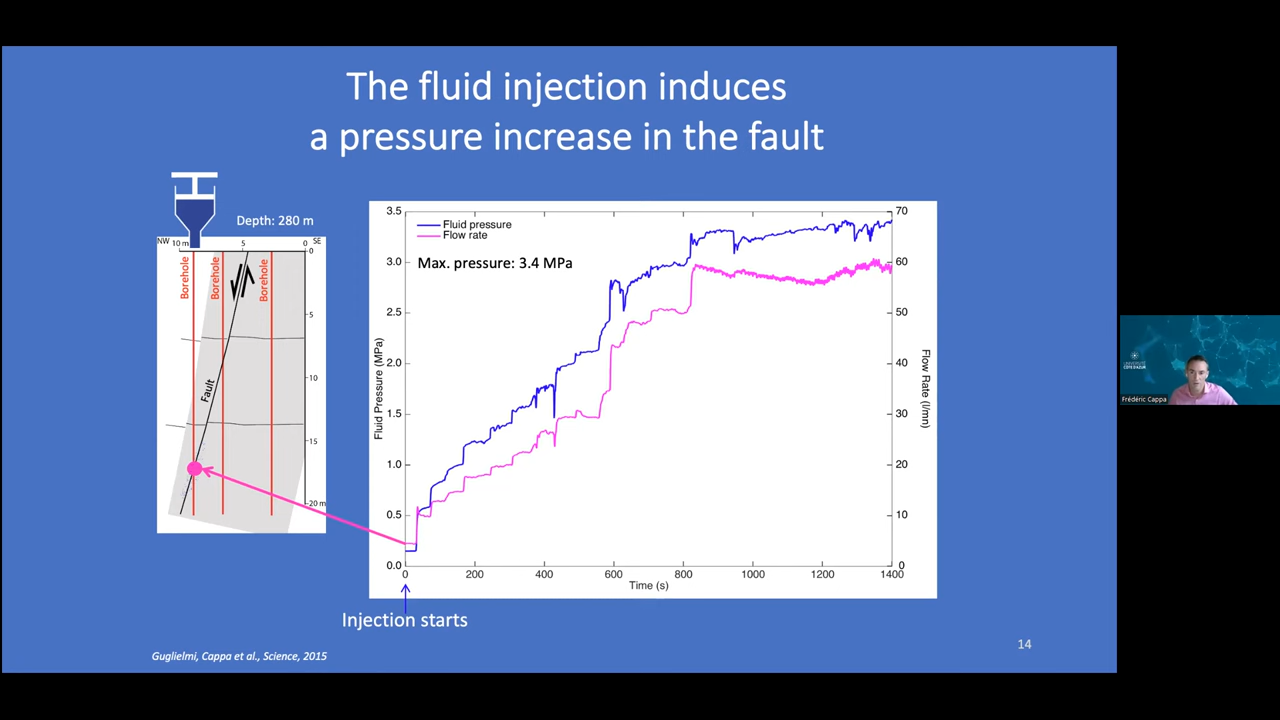 The fluid injection induces
a pressure increase in the fault
Depth: 280 m
NW 10 m 5 0 SE
0
Borehole
Borehole
Borehole
-5
Fault
-10
-15
-20 m
Fluid pressure
Flow rate
Max. pressure: 3.4 MPa
Fluid Pressure (MPa)
3.5
3.0
2.5
2.0
1.5
1.0
0.5
0.0
70
60
50
40
30
20
10
0
Flow Rate (l/mn)
0 200 400 600 800 1000 1200 1400
Time (s)
Injection starts
Guglielmi, Cappa et al., Science, 2015
14
UNIVERSITÉ
CÔTE D'AZUR
Frédéric Cappa